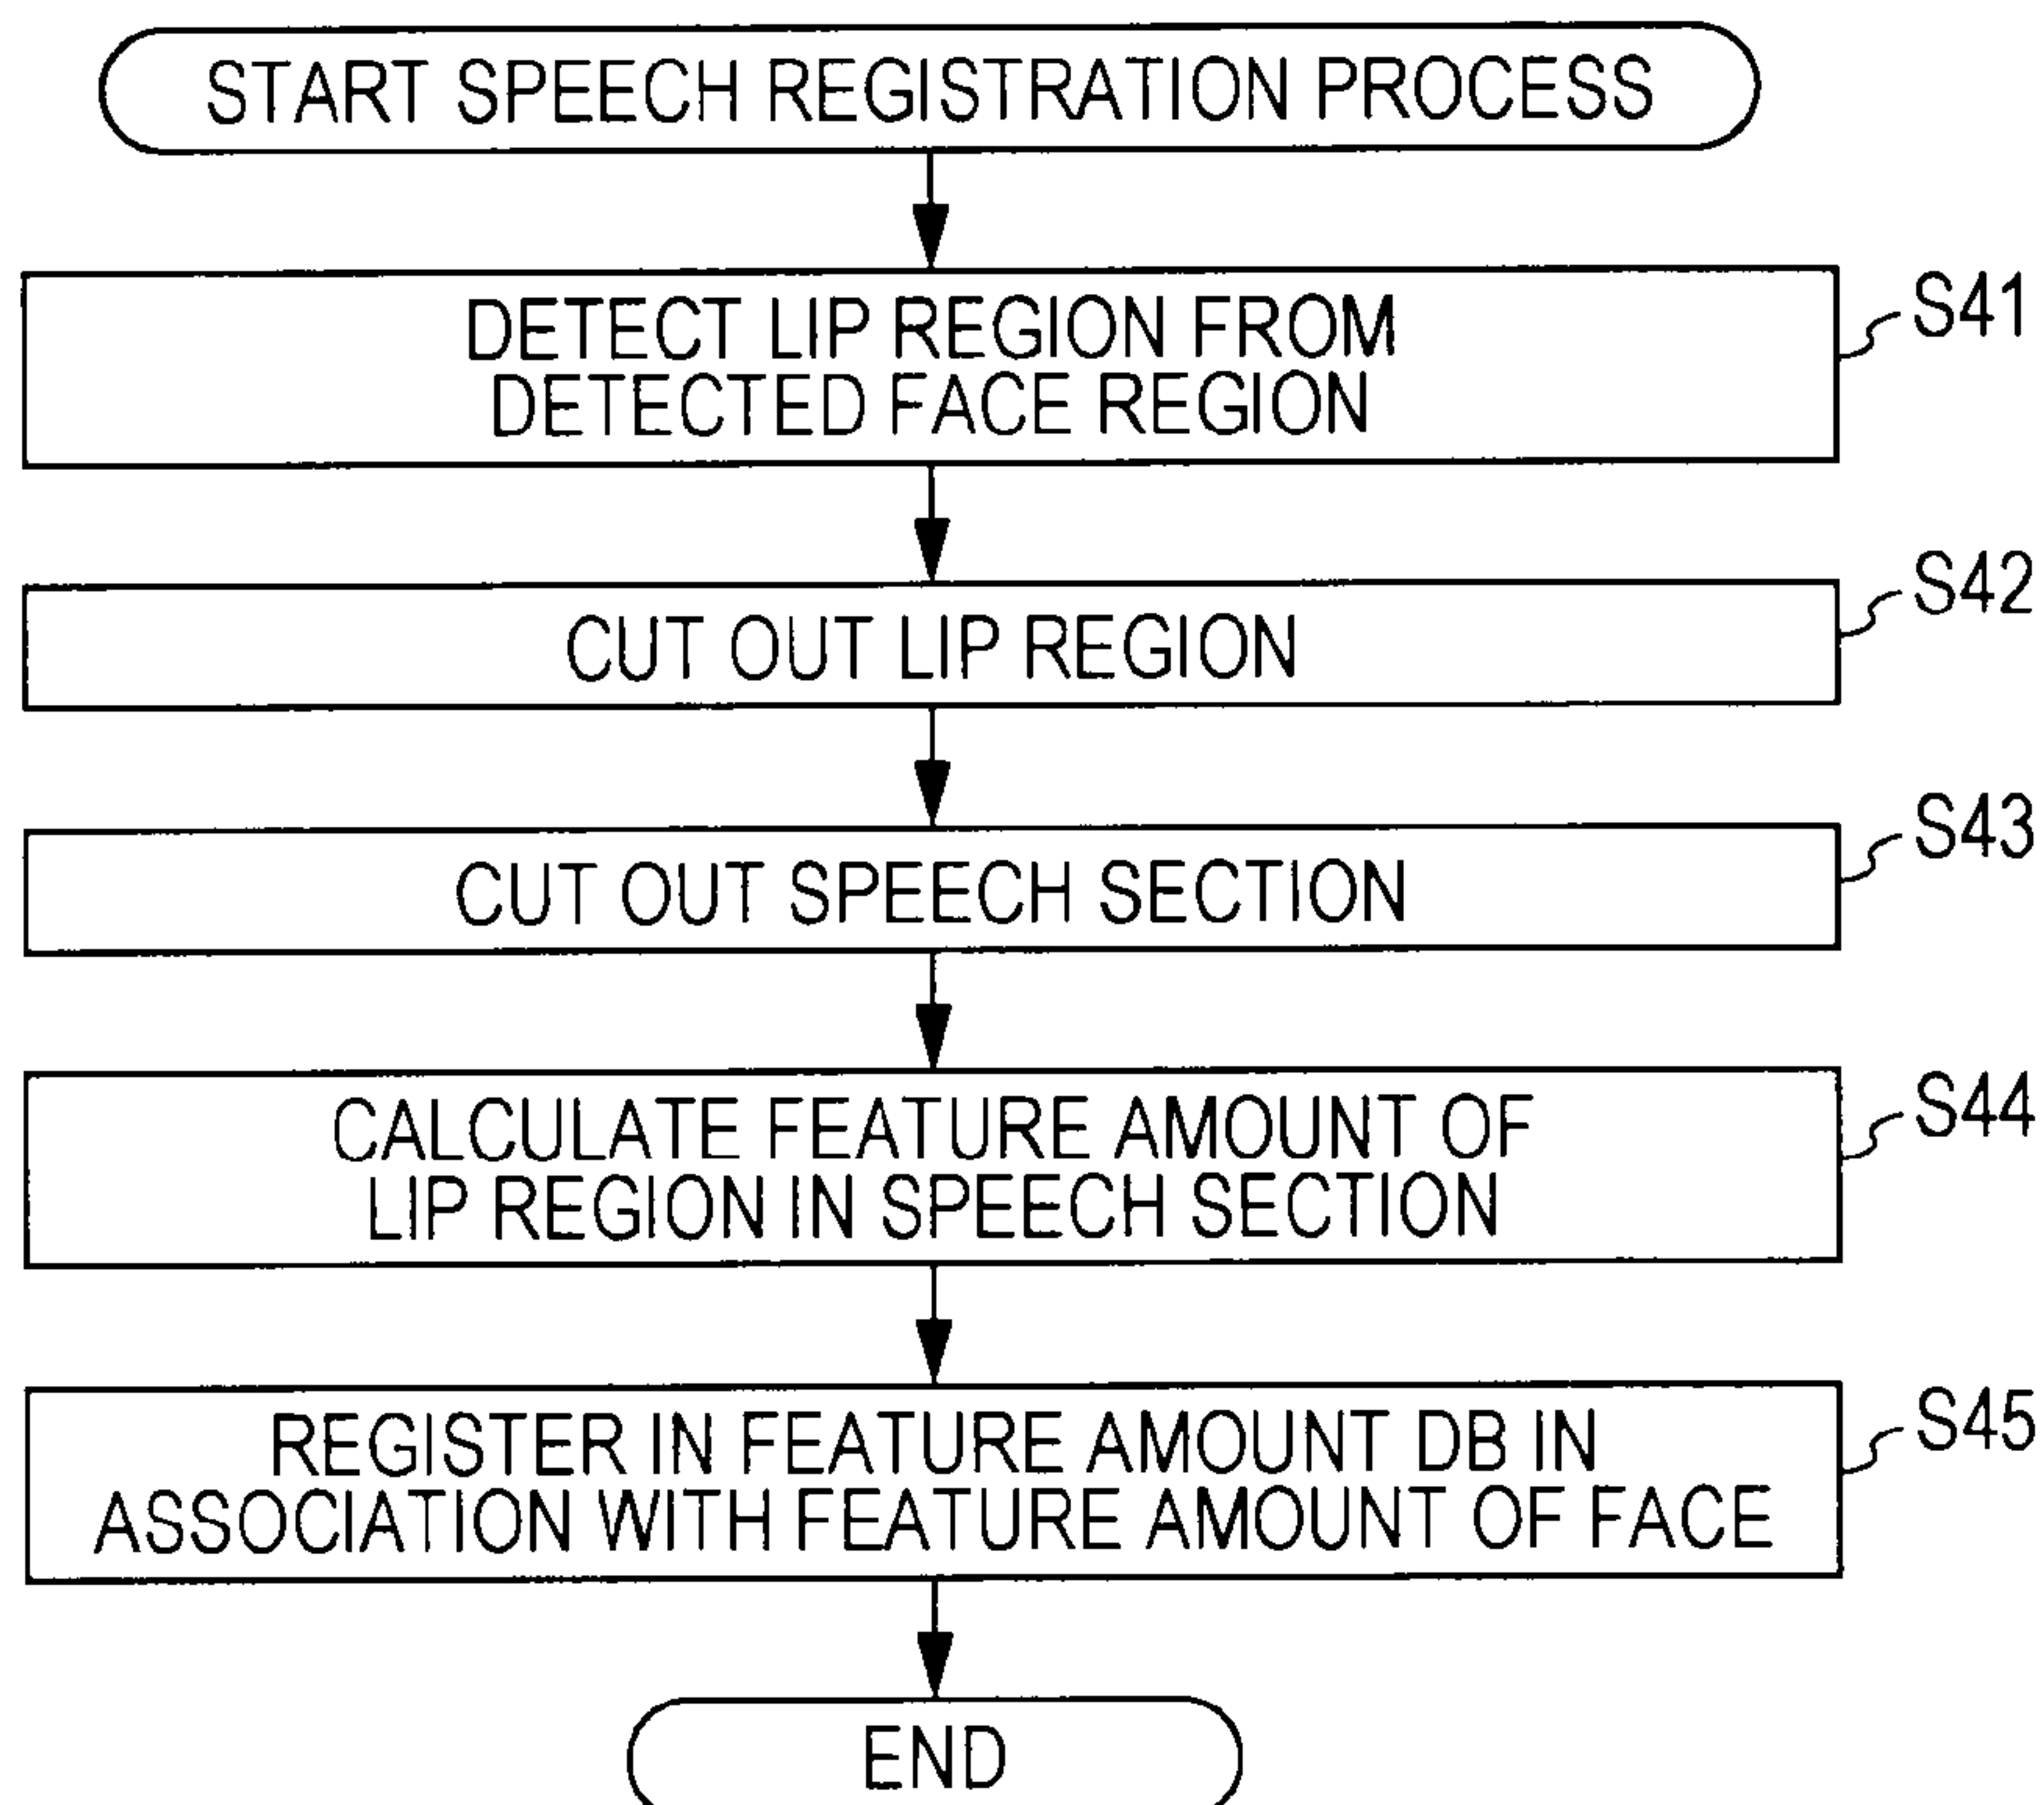 START SPEECH REGISTRATION PROCESS
DETECT LIP REGION FROM
DETECTED FACE REGION
S41
CUT OUT LIP REGION
S42
CUT OUT SPEECH SECTION
S43
CALCULATE FEATURE AMOUNT OF
LIP REGION IN SPEECH SECTION
S44
REGISTER IN FEATURE AMOUNT DB IN
ASSOCIATION WITH FEATURE AMOUNT OF FACE
S45
END